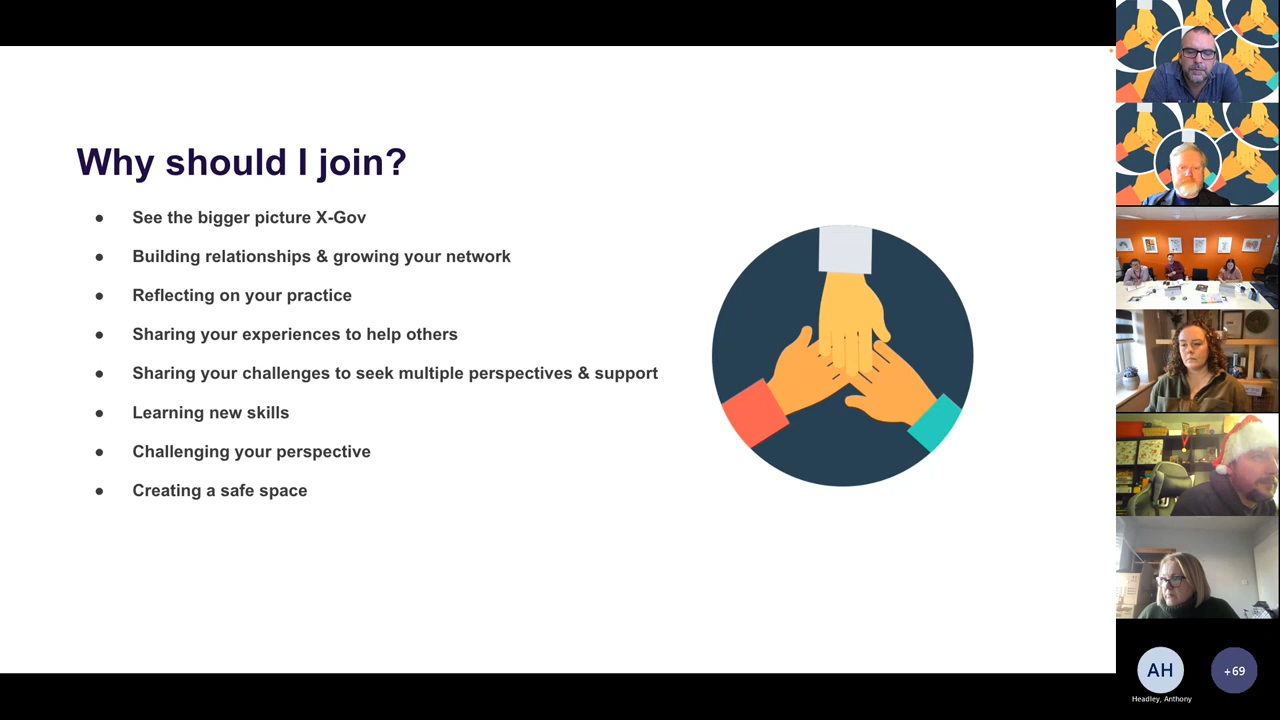 Why should I join?
● See the bigger picture X-Gov
● Building relationships & growing your network
● Reflecting on your practice
● Sharing your experiences to help others
● Sharing your challenges to seek multiple perspectives & support
● Learning new skills
● Challenging your perspective
● Creating a safe space
AH
+69
Headley, Anthony